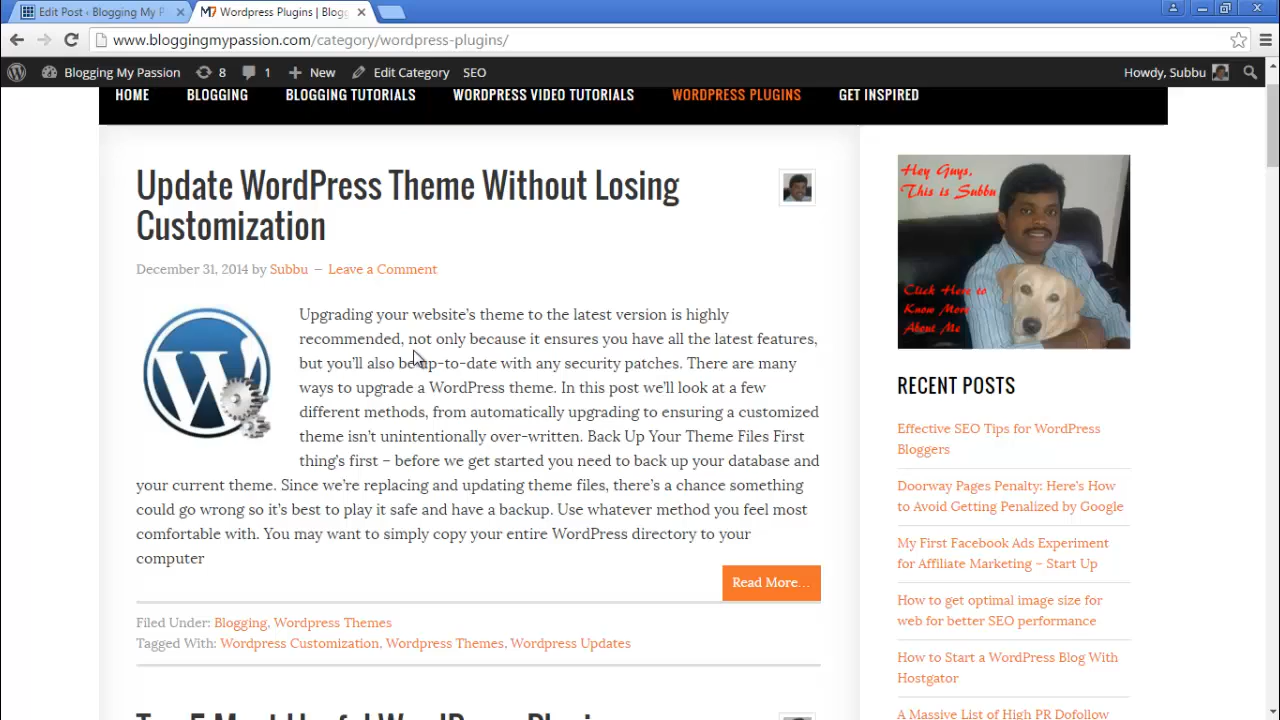 Edit Post ‹ Blogging My P
Wordpress Plugins | Blogg
www.bloggingmypassion.com/category/wordpress-plugins/
Blogging My Passion
8
1
New
Edit Category
SEO
Howdy, Subbu
HOME
BLOGGING
BLOGGING TUTORIALS
WORDPRESS VIDEO TUTORIALS
WORDPRESS PLUGINS
GET INSPIRED
Update WordPress Theme Without Losing
Customization
December 31, 2014 by Subbu — Leave a Comment
Upgrading your website's theme to the latest version is highly
recommended, not only because it ensures you have all the latest features,
but you'll also be up-to-date with any security patches. There are many
ways to upgrade a WordPress theme. In this post we'll look at a few
different methods, from automatically upgrading to ensuring a customized
theme isn't unintentionally over-written. Back Up Your Theme Files First
thing's first – before we get started you need to back up your database and
your current theme. Since we're replacing and updating theme files, there's a chance something
could go wrong so it's best to play it safe and have a backup. Use whatever method you feel most
comfortable with. You may want to simply copy your entire WordPress directory to your
computer
Read More...
Filed Under: Blogging, Wordpress Themes
Tagged With: Wordpress Customization, Wordpress Themes, Wordpress Updates
Top 5 Most Useful WordPress Plugins
Hey Guys,
This is Subbu
Click Here to
Know More
About Me
RECENT POSTS
Effective SEO Tips for WordPress
Bloggers
Doorway Pages Penalty: Here's How
to Avoid Getting Penalized by Google
My First Facebook Ads Experiment
for Affiliate Marketing – Start Up
How to get optimal image size for
web for better SEO performance
How to Start a WordPress Blog With
Hostgator
A Massive List of High PR Dofollow